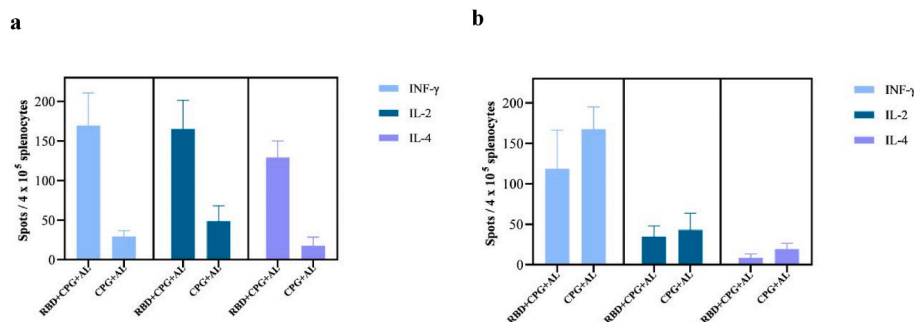 a
Spots / 4 x 10⁵ splenocytes
200
150
100
50
0
RBD+CPG+AL
CPG+AL
RBD+CPG+AL
CPG+AL
RBD+CPG+AL
CPG+AL
INF-γ
IL-2
IL-4
b
Spots / 4 x 10⁵ splenocytes
200
150
100
50
0
RBD+CPG+AL
CPG+AL
RBD+CPG+AL
CPG+AL
RBD+CPG+AL
CPG+AL
INF-γ
IL-2
IL-4